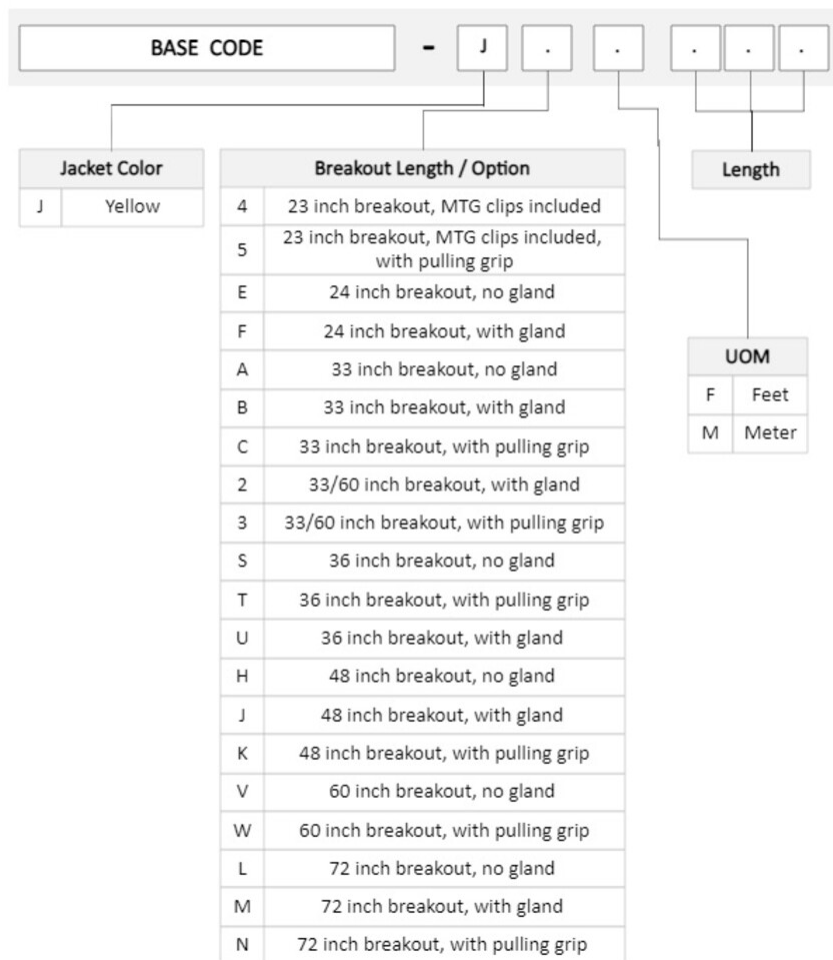 BASE CODE - J . . . . .
Jacket Color
J Yellow
Breakout Length / Option
4 23 inch breakout, MTG clips included
5 23 inch breakout, MTG clips included,
with pulling grip
E 24 inch breakout, no gland
F 24 inch breakout, with gland
A 33 inch breakout, no gland
B 33 inch breakout, with gland
C 33 inch breakout, with pulling grip
2 33/60 inch breakout, with gland
3 33/60 inch breakout, with pulling grip
S 36 inch breakout, no gland
T 36 inch breakout, with pulling grip
U 36 inch breakout, with gland
H 48 inch breakout, no gland
J 48 inch breakout, with gland
K 48 inch breakout, with pulling grip
V 60 inch breakout, no gland
W 60 inch breakout, with pulling grip
L 72 inch breakout, no gland
M 72 inch breakout, with gland
N 72 inch breakout, with pulling grip
Length
UOM
F Feet
M Meter